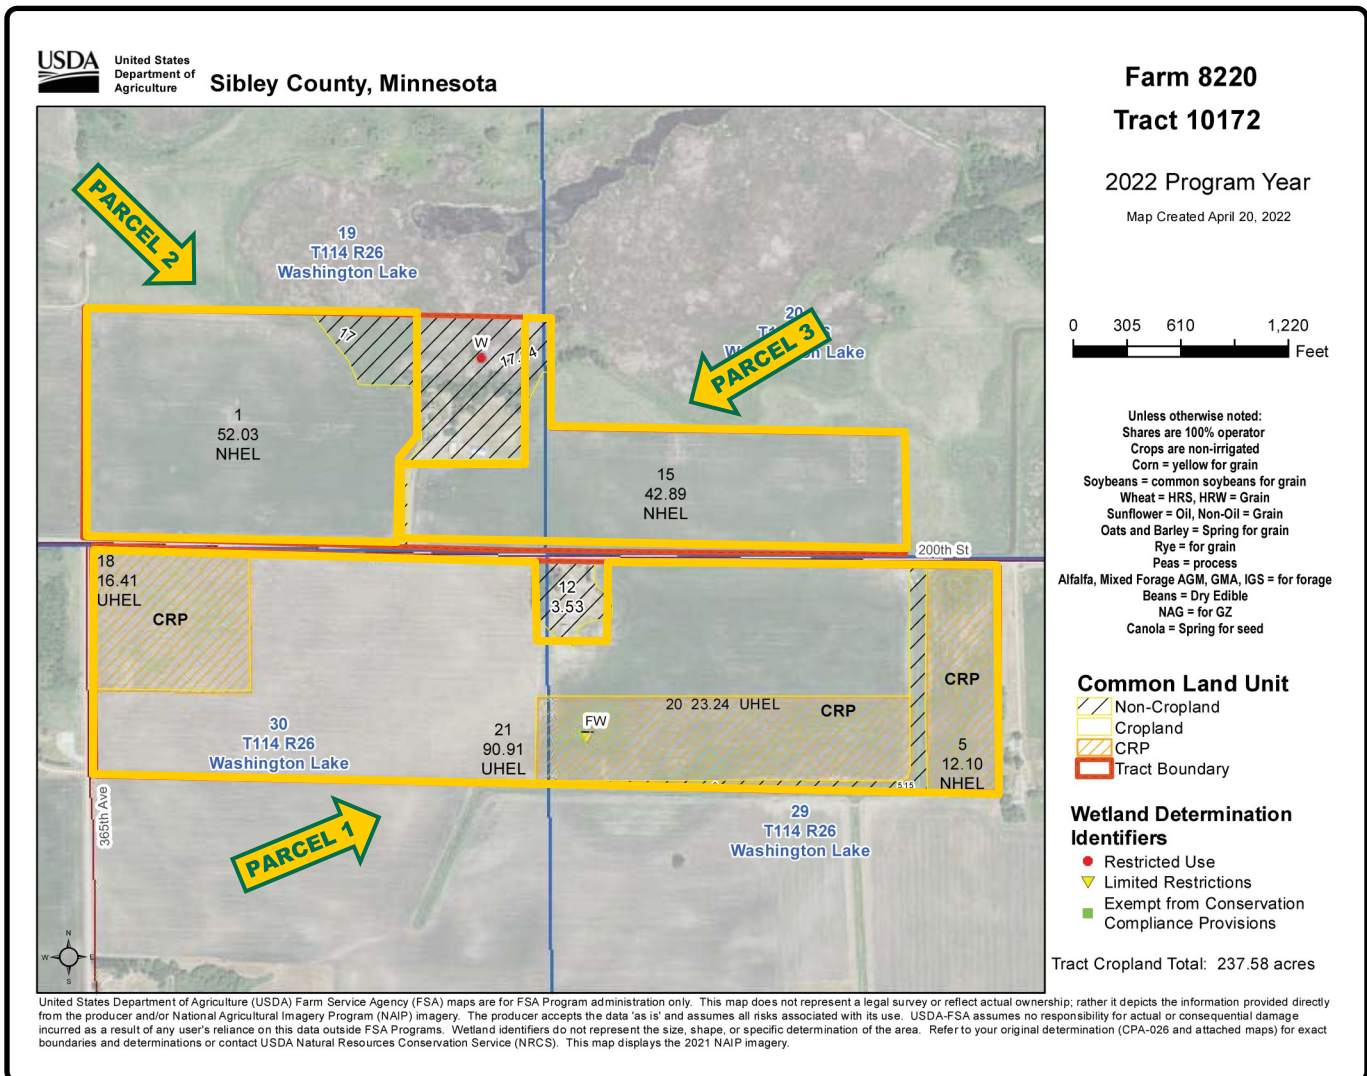 USDA
United States
Department of
Agriculture
Sibley County, Minnesota
Farm 8220
Tract 10172
2022 Program Year
Map Created April 20, 2022
PARCEL 2
19
T114 R26
Washington Lake
20
Lake
PARCEL 3
17
W
1
52.03
NHEL
15
42.89
NHEL
200th St
18
16.41
UHEL
CRP
12
3.53
20 23.24 UHEL
CRP
CRP
FW
21
90.91
UHEL
5
12.10
NHEL
5.15
30
T114 R26
Washington Lake
29
T114 R26
Washington Lake
365th Ave
PARCEL 1
N
W E
S
0 305 610 1,220
Feet
Unless otherwise noted:
Shares are 100% operator
Crops are non-irrigated
Corn = yellow for grain
Soybeans = common soybeans for grain
Wheat = HRS, HRW = Grain
Sunflower = Oil, Non-Oil = Grain
Oats and Barley = Spring for grain
Rye = for grain
Peas = process
Alfalfa, Mixed Forage AGM, GMA, IGS = for forage
Beans = Dry Edible
NAG = for GZ
Canola = Spring for seed
Common Land Unit
Non-Cropland
Cropland
CRP
Tract Boundary
Wetland Determination
Identifiers
Restricted Use
Limited Restrictions
Exempt from Conservation
Compliance Provisions
Tract Cropland Total: 237.58 acres
United States Department of Agriculture (USDA) Farm Service Agency (FSA) maps are for FSA Program administration only. This map does not represent a legal survey or reflect actual ownership; rather it depicts the information provided directly
from the producer and/or National Agricultural Imagery Program (NAIP) imagery. The producer accepts the data 'as is' and assumes all risks associated with its use. USDA-FSA assumes no responsibility for actual or consequential damage
incurred as a result of any user's reliance on this data outside FSA Programs. Wetland identifiers do not represent the size, shape, or specific determination of the area. Refer to your original determination (CPA-026 and attached maps) for exact
boundaries and determinations or contact USDA Natural Resources Conservation Service (NRCS). This map displays the 2021 NAIP imagery.